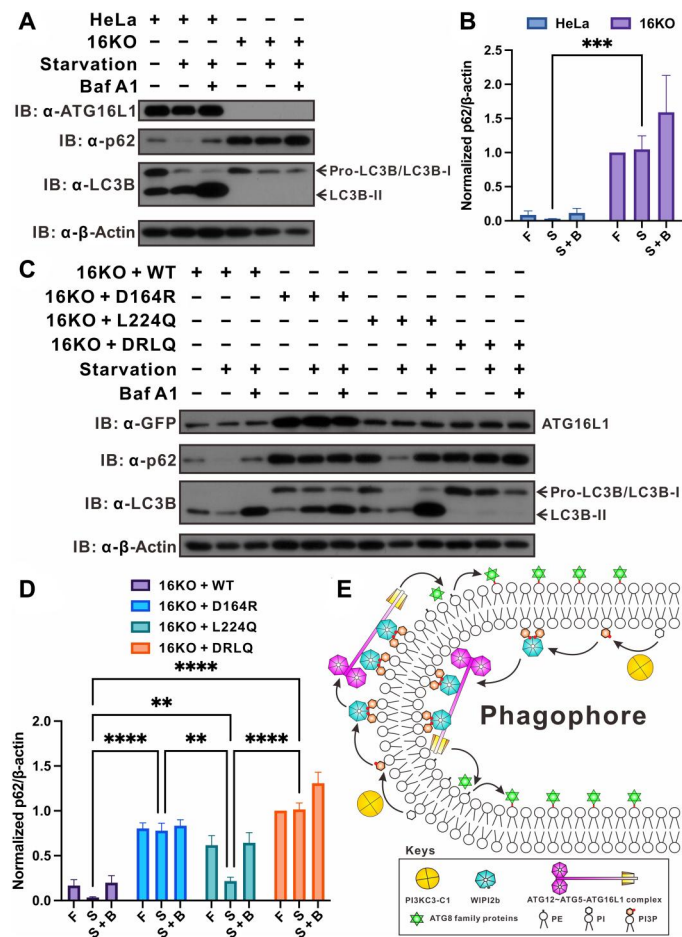 A
HeLa + + + - - -
16KO - - - + + +
Starvation - + + - + +
Baf A1 - - + - - +
IB: α-ATG16L1
IB: α-p62
IB: α-LC3B
Pro-LC3B/LC3B-I
LC3B-II
IB: α-β-Actin
B
HeLa 16KO
***
Normalized p62/β-actin
2.5
2.0
1.5
1.0
0.5
0.0
F S S + B F S S + B
C
16KO + WT + + + - - - - - - - - -
16KO + D164R - - - + + + - - - - - -
16KO + L224Q - - - - - - + + + - - -
16KO + DRLQ - - - - - - - - - + + +
Starvation - + + - + + - + + - + +
Baf A1 - - + - - + - - + - - +
IB: α-GFP
ATG16L1
IB: α-p62
IB: α-LC3B
Pro-LC3B/LC3B-I
LC3B-II
IB: α-β-Actin
D
16KO + WT
16KO + D164R
16KO + L224Q
16KO + DRLQ
****
**
**** ** ****
Normalized p62/β-actin
2.0
1.5
1.0
0.5
0.0
F S S + B F S S + B F S S + B F S S + B
E
Phagophore
Keys
PI3KC3-C1
WIPI2b
ATG12~ATG5-ATG16L1 complex
ATG8 family proteins
PE
PI
PI3P